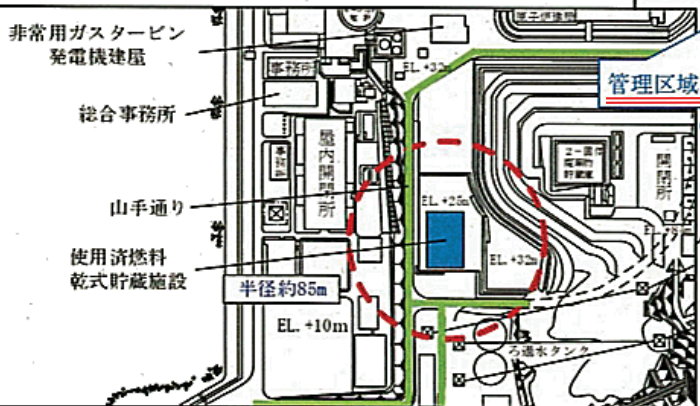 非常用ガスタービン
発電機建屋
事務所
総合事務所
EL. +32m
管理区域
屋内開閉所
事務所
山手通り
開閉所
EL. +25m
使用済燃料
乾式貯蔵施設
EL. +32m
半径約85m
EL. +10m
ろ過水タンク